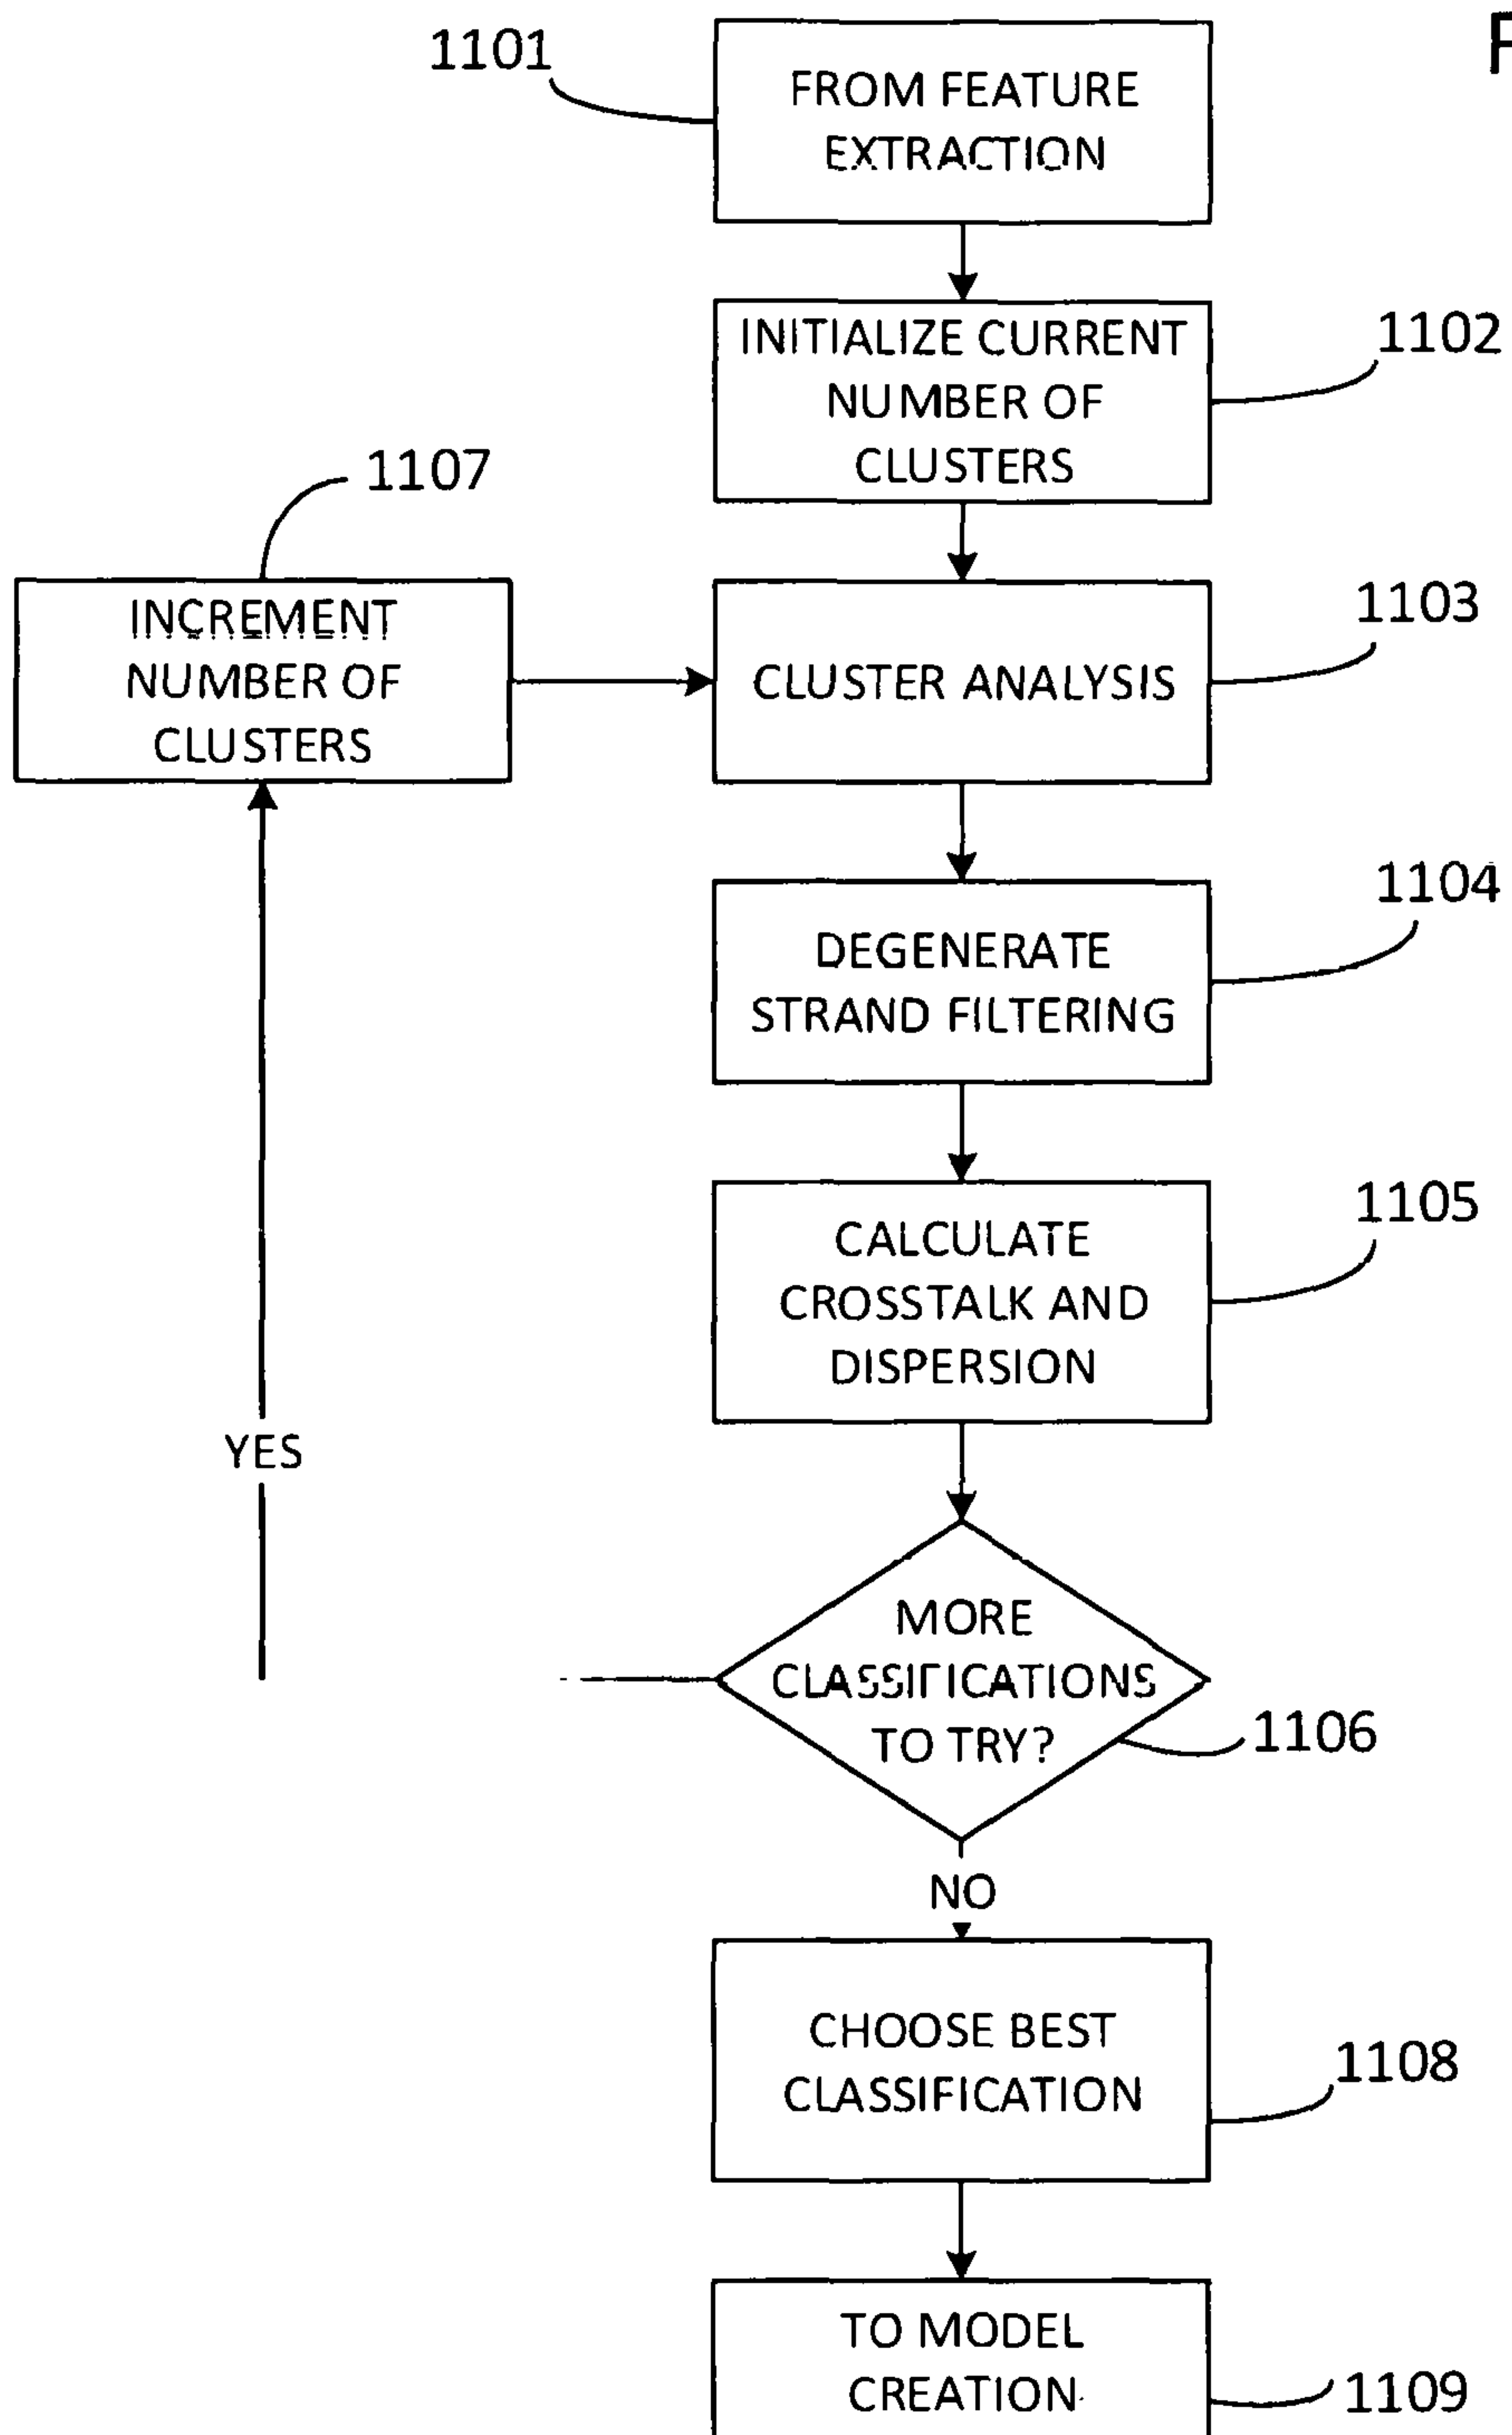 1101
FROM FEATURE
EXTRACTION
INITIALIZE CURRENT
NUMBER OF
CLUSTERS
1102
1107
INCREMENT
NUMBER OF
CLUSTERS
CLUSTER ANALYSIS
1103
DEGENERATE
STRAND FILTERING
1104
CALCULATE
CROSSTALK AND
DISPERSION
1105
YES
MORE
CLASSIFICATIONS
TO TRY?
1106
NO
CHOOSE BEST
CLASSIFICATION
1108
TO MODEL
CREATION
1109